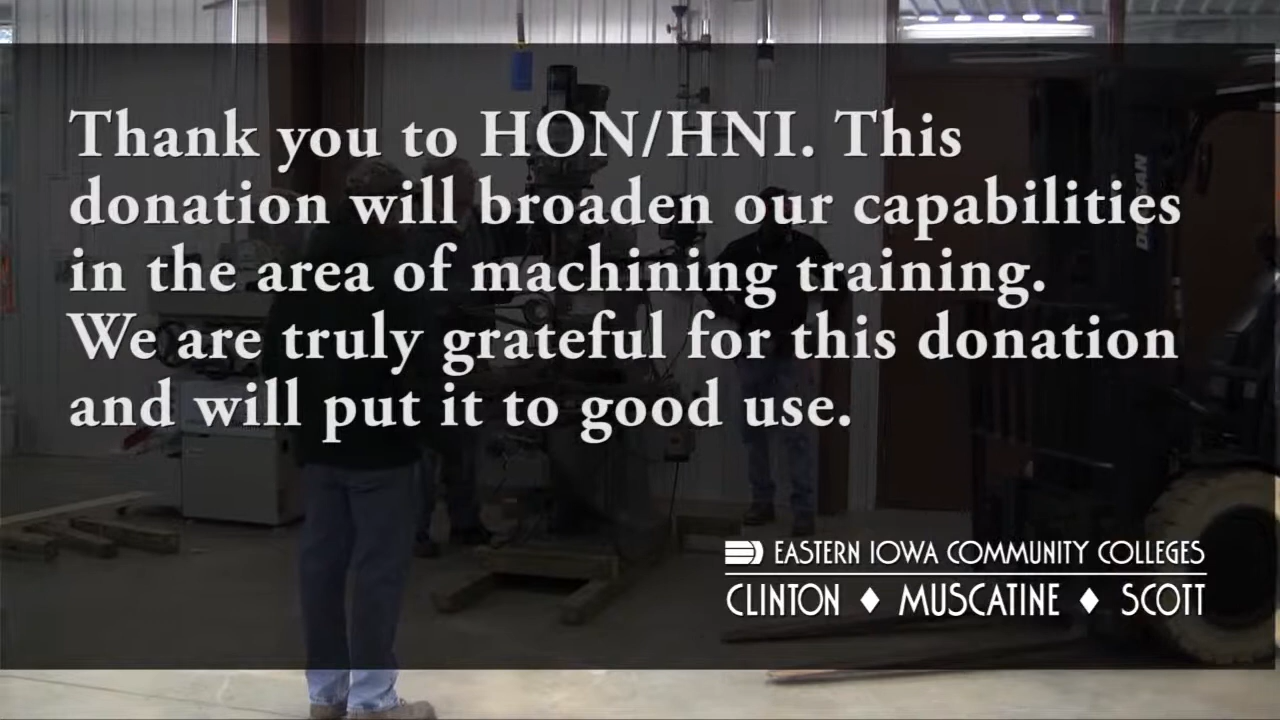 Thank you to HON/HNI. This
donation will broaden our capabilities
in the area of machining training.
We are truly grateful for this donation
and will put it to good use.
DOOSAN
EASTERN IOWA COMMUNITY COLLEGES
CLINTON ♦ MUSCATINE ♦ SCOTT